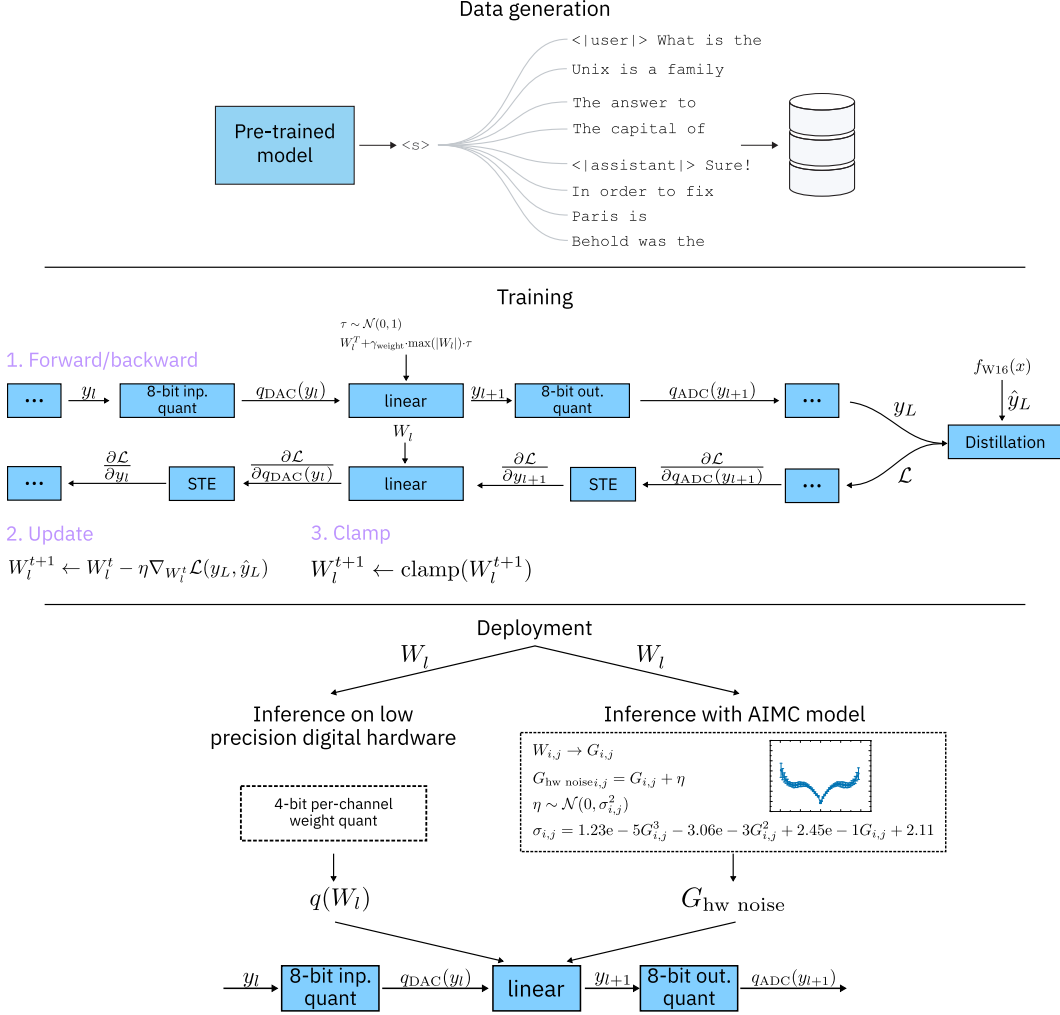 Data generation
<|user|> What is the
Unix is a family
The answer to
The capital of
<|assistant|> Sure!
In order to fix
Paris is
Behold was the
Pre-trained
model
<s>
Training
τ ∼ 𝒩(0, 1)
W_l^T+γ_weight·max(|W_l|)·τ
1. Forward/backward
... y_l 8-bit inp. quant q_DAC(y_l) linear y_{l+1} 8-bit out. quant q_ADC(y_{l+1}) ...
f_W16(x)
ŷ_L
y_L
Distillation
W_l
... ∂ℒ/∂y_l STE ∂ℒ/∂q_DAC(y_l) linear ∂ℒ/∂y_{l+1} STE ∂ℒ/∂q_ADC(y_{l+1}) ... ℒ
2. Update
W_l^{t+1} ← W_l^t − η∇_{W_l^t} ℒ(y_L, ŷ_L)
3. Clamp
W_l^{t+1} ← clamp(W_l^{t+1})
Deployment
W_l W_l
Inference on low
precision digital hardware
4-bit per-channel
weight quant
q(W_l)
Inference with AIMC model
W_{i,j} → G_{i,j}
G_{hw noise i,j} = G_{i,j} + η
η ∼ 𝒩(0, σ_{i,j}^2)
σ_{i,j} = 1.23e − 5G_{i,j}^3 − 3.06e − 3G_{i,j}^2 + 2.45e − 1G_{i,j} + 2.11
G_{hw noise}
y_l 8-bit inp. quant q_DAC(y_l) linear y_{l+1} 8-bit out. quant q_ADC(y_{l+1})